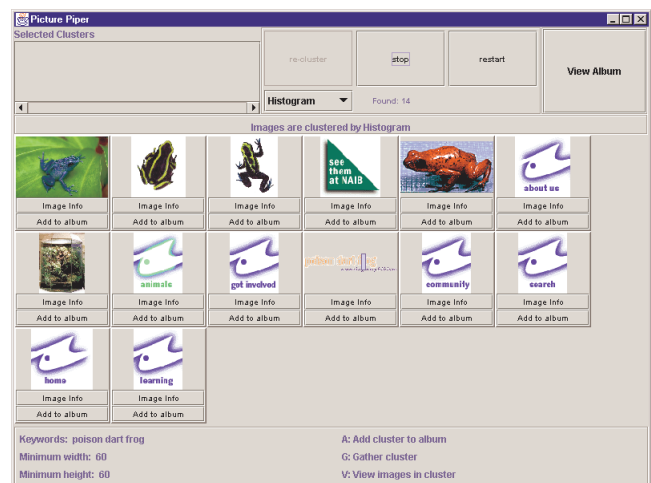 Picture Piper
Selected Clusters
re-cluster
stop
restart
View Album
Histogram
Found: 14
Images are clustered by Histogram
see
them
at NAIB
about us
Image Info
Image Info
Image Info
Image Info
Image Info
Image Info
Add to album
Add to album
Add to album
Add to album
Add to album
Add to album
animals
got involved
poison dart frog
community
search
Image Info
Image Info
Image Info
Image Info
Image Info
Image Info
Add to album
Add to album
Add to album
Add to album
Add to album
Add to album
home
learning
Image Info
Image Info
Add to album
Add to album
Keywords: poison dart frog
A: Add cluster to album
Minimum width: 60
G: Gather cluster
Minimum height: 60
V: View images in cluster